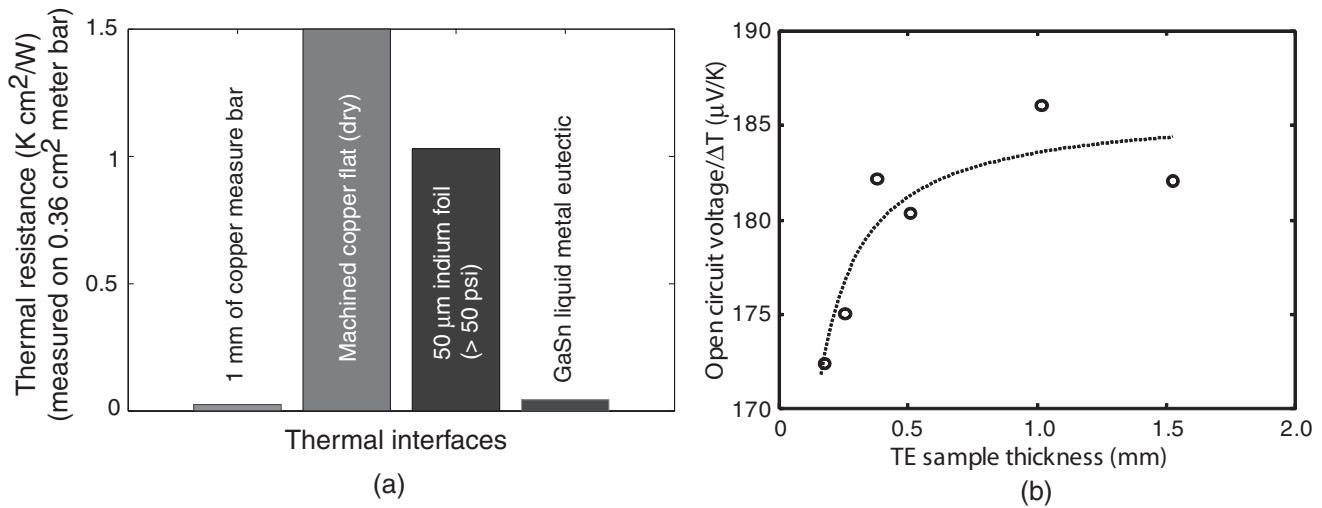 Thermal resistance (K cm²/W)
(measured on 0.36 cm² meter bar)
1.5
1
0.5
0
1 mm of copper measure bar
Machined copper flat (dry)
50 μm indium foil
(> 50 psi)
GaSn liquid metal eutectic
Thermal interfaces
(a)
Open circuit voltage/ΔT (μV/K)
190
185
180
175
170
0
0.5
1.0
1.5
2.0
TE sample thickness (mm)
(b)